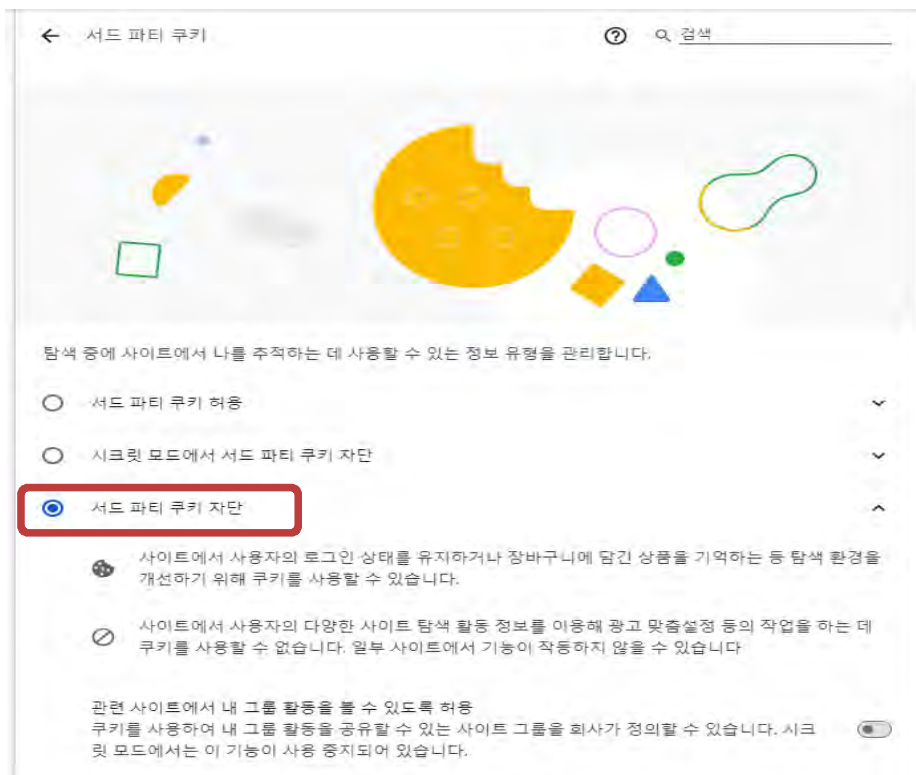 서드 파티 쿠키
검색
탐색 중에 사이트에서 나를 추적하는 데 사용할 수 있는 정보 유형을 관리합니다.
서드 파티 쿠키 허용
시크릿 모드에서 서드 파티 쿠키 차단
서드 파티 쿠키 차단
사이트에서 사용자의 로그인 상태를 유지하거나 장바구니에 담긴 상품을 기억하는 등 탐색 환경을
개선하기 위해 쿠키를 사용할 수 있습니다.
사이트에서 사용자의 다양한 사이트 탐색 활동 정보를 이용해 광고 맞춤설정 등의 작업을 하는 데
쿠키를 사용할 수 없습니다. 일부 사이트에서 기능이 작동하지 않을 수 있습니다
관련 사이트에서 내 그룹 활동을 볼 수 있도록 허용
쿠키를 사용하여 내 그룹 활동을 공유할 수 있는 사이트 그룹을 회사가 정의할 수 있습니다. 시크
릿 모드에서는 이 기능이 사용 중지되어 있습니다.